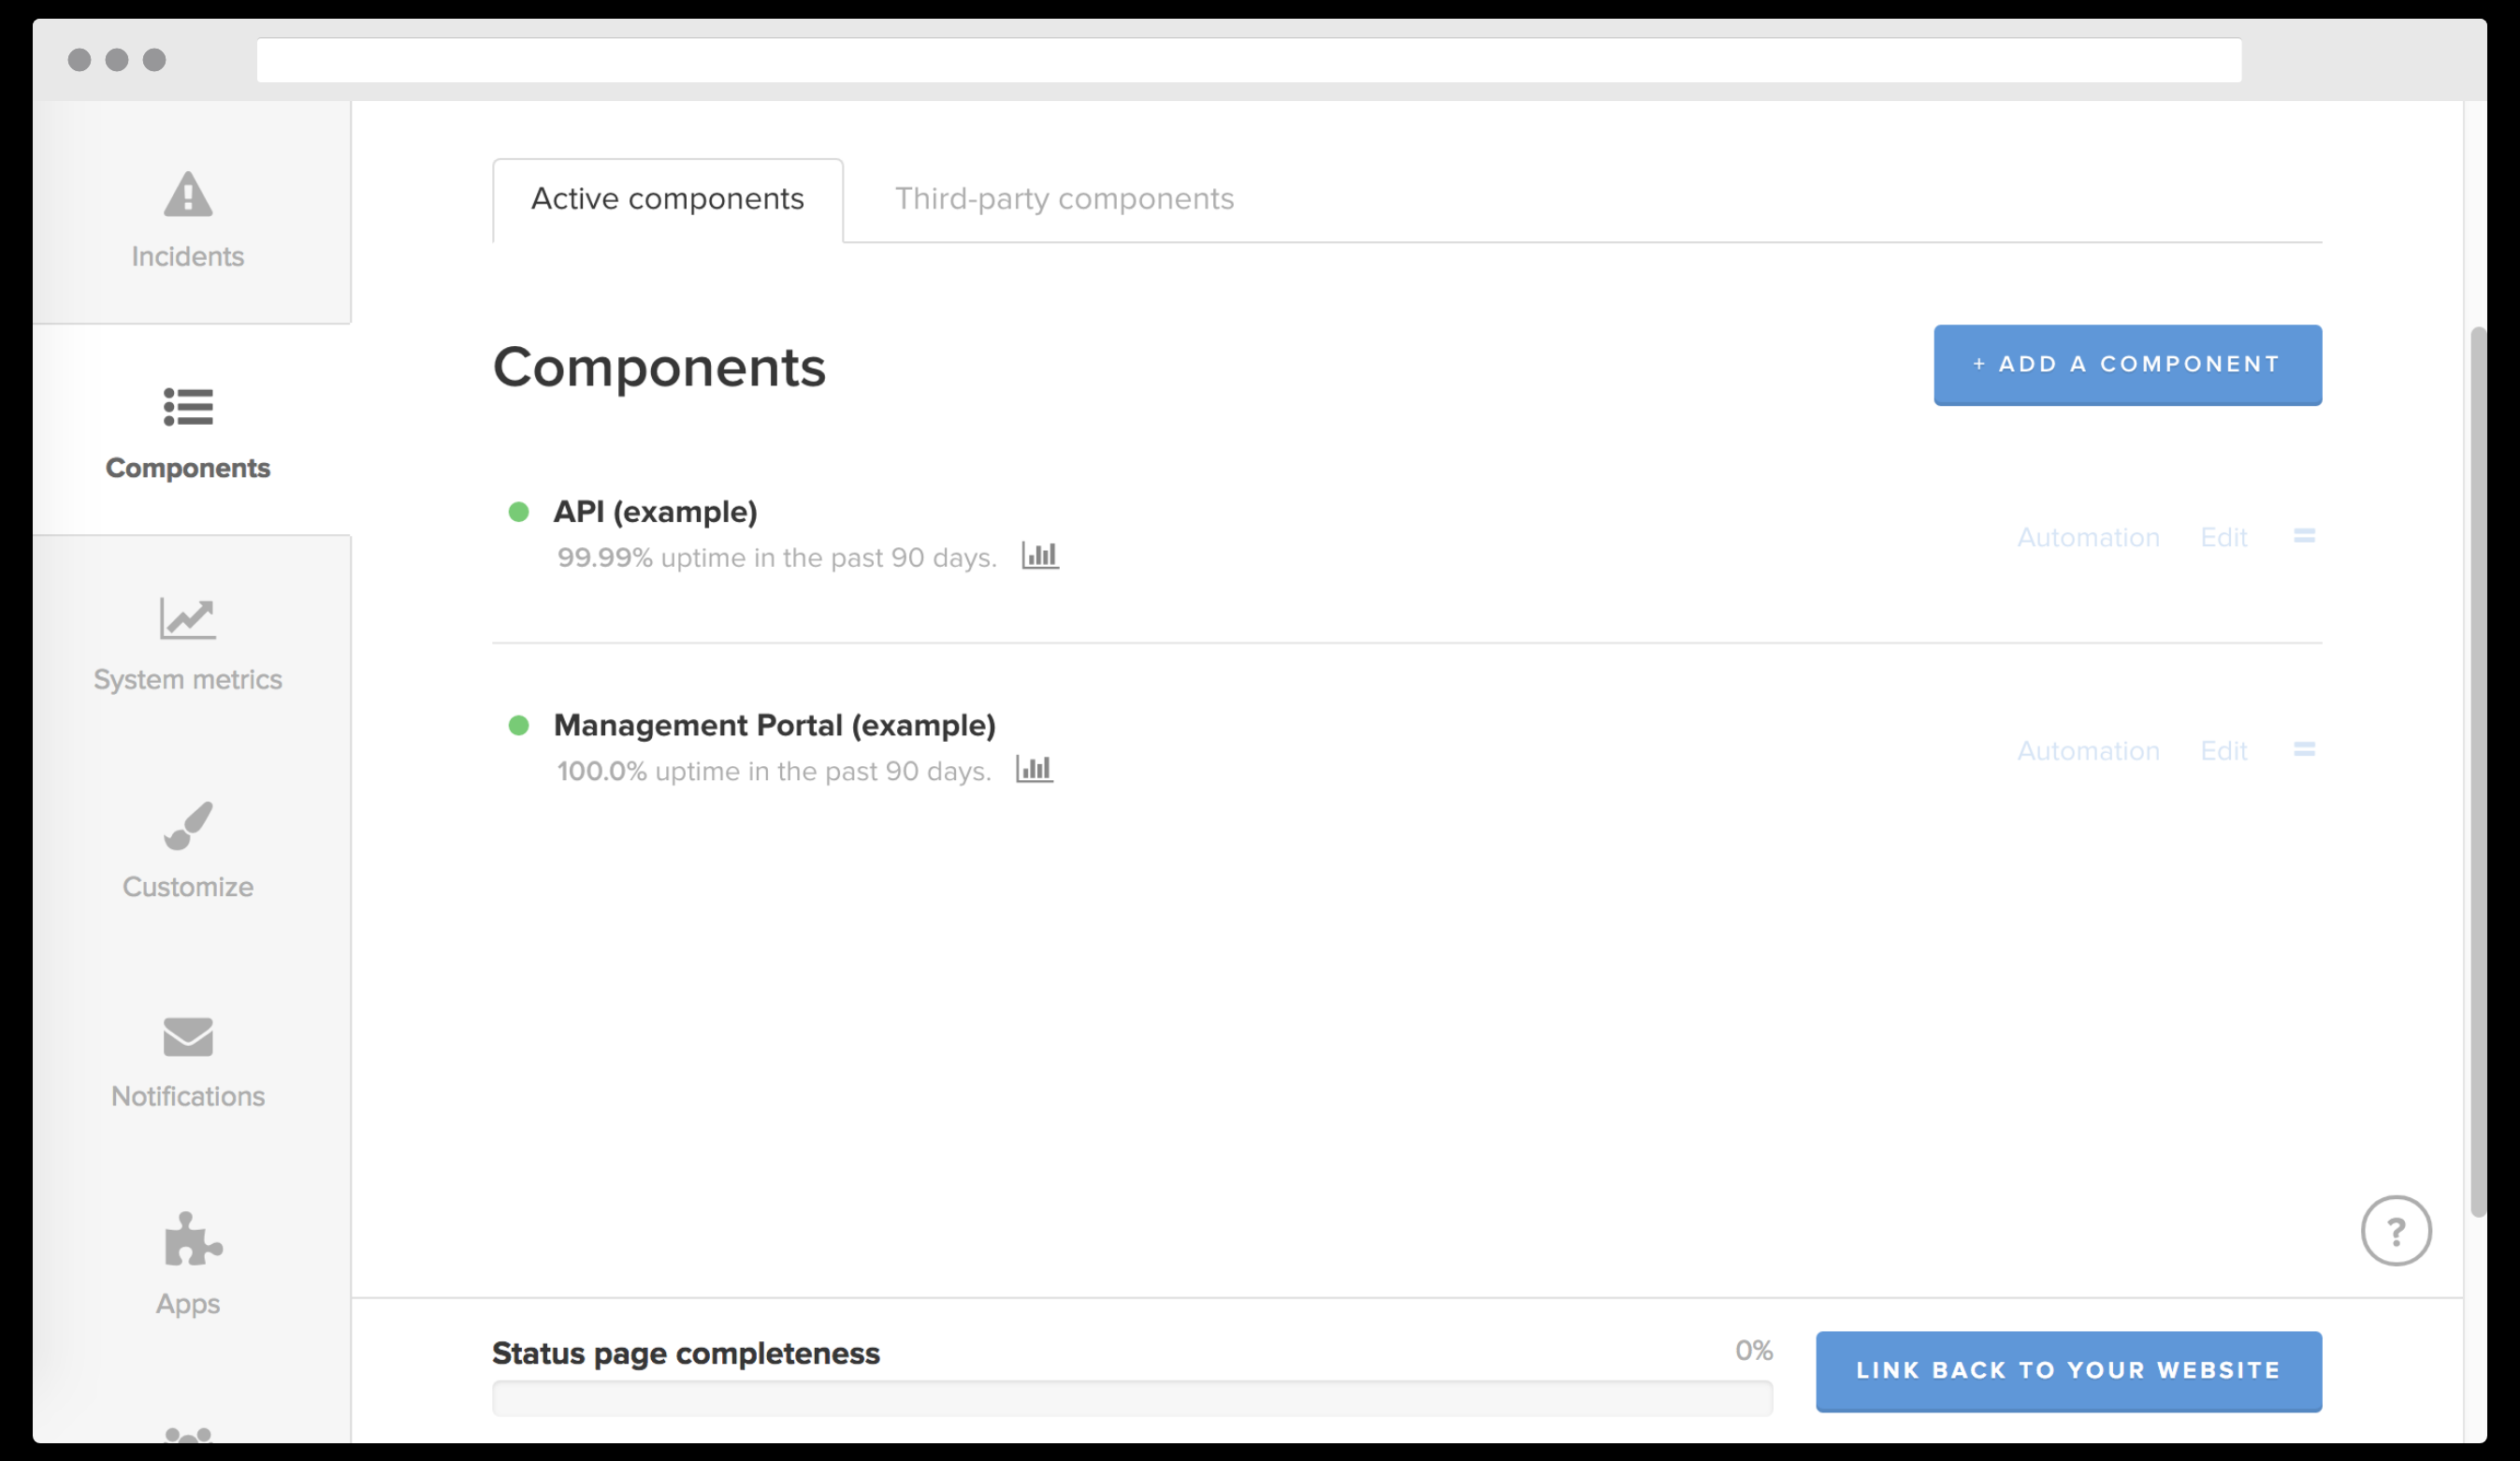 Incidents
Components
System metrics
Customize
Notifications
Apps
Active components
Third-party components
Components
+ ADD A COMPONENT
API (example)
99.99% uptime in the past 90 days.
Automation Edit
Management Portal (example)
100.0% uptime in the past 90 days.
Automation Edit
?
Status page completeness
0%
LINK BACK TO YOUR WEBSITE